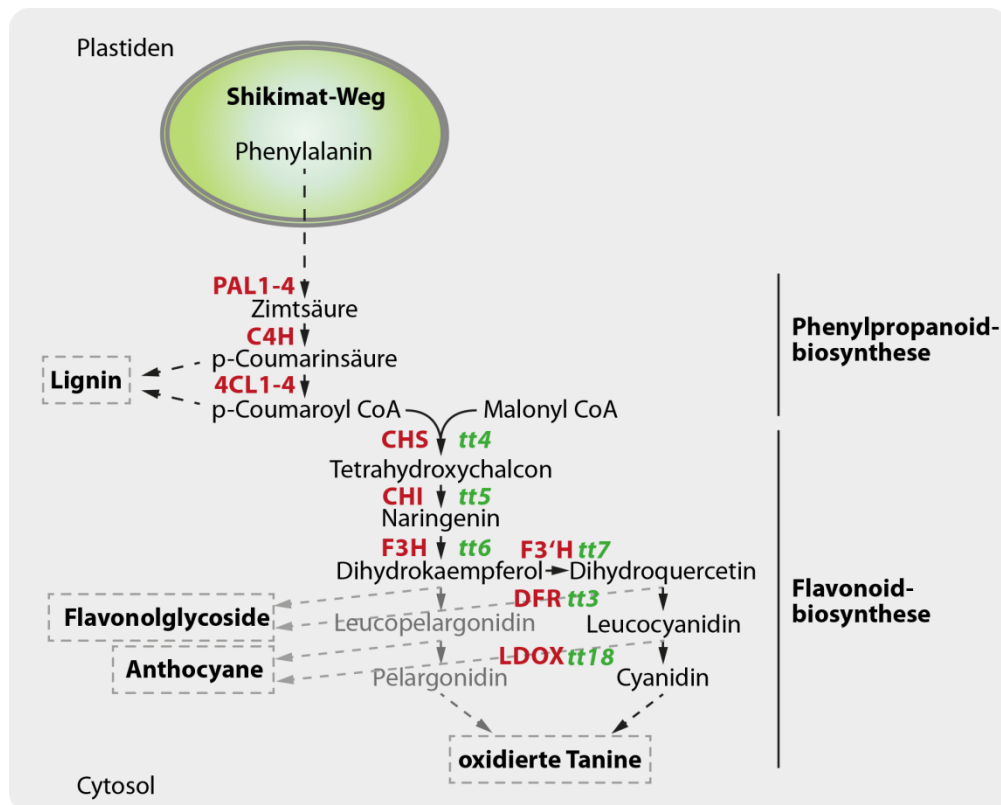 Plastiden
Shikimat-Weg
Phenylalanin
PAL1-4
Zimtsäure
C4H
p-Coumarinsäure
Lignin
4CL1-4
p-Coumaroyl CoA
Malonyl CoA
Phenylpropanoid-
biosynthese
CHS tt4
Tetrahydroxychalcon
CHI tt5
Naringenin
F3H tt6
F3‘H tt7
Dihydrokaempferol
Dihydroquercetin
Flavonolglycoside
DFR tt3
Leucopelargonidin
Leucocyanidin
Flavonoid-
biosynthese
Anthocyane
LDOX tt18
Pelargonidin
Cyanidin
oxidierte Tanine
Cytosol